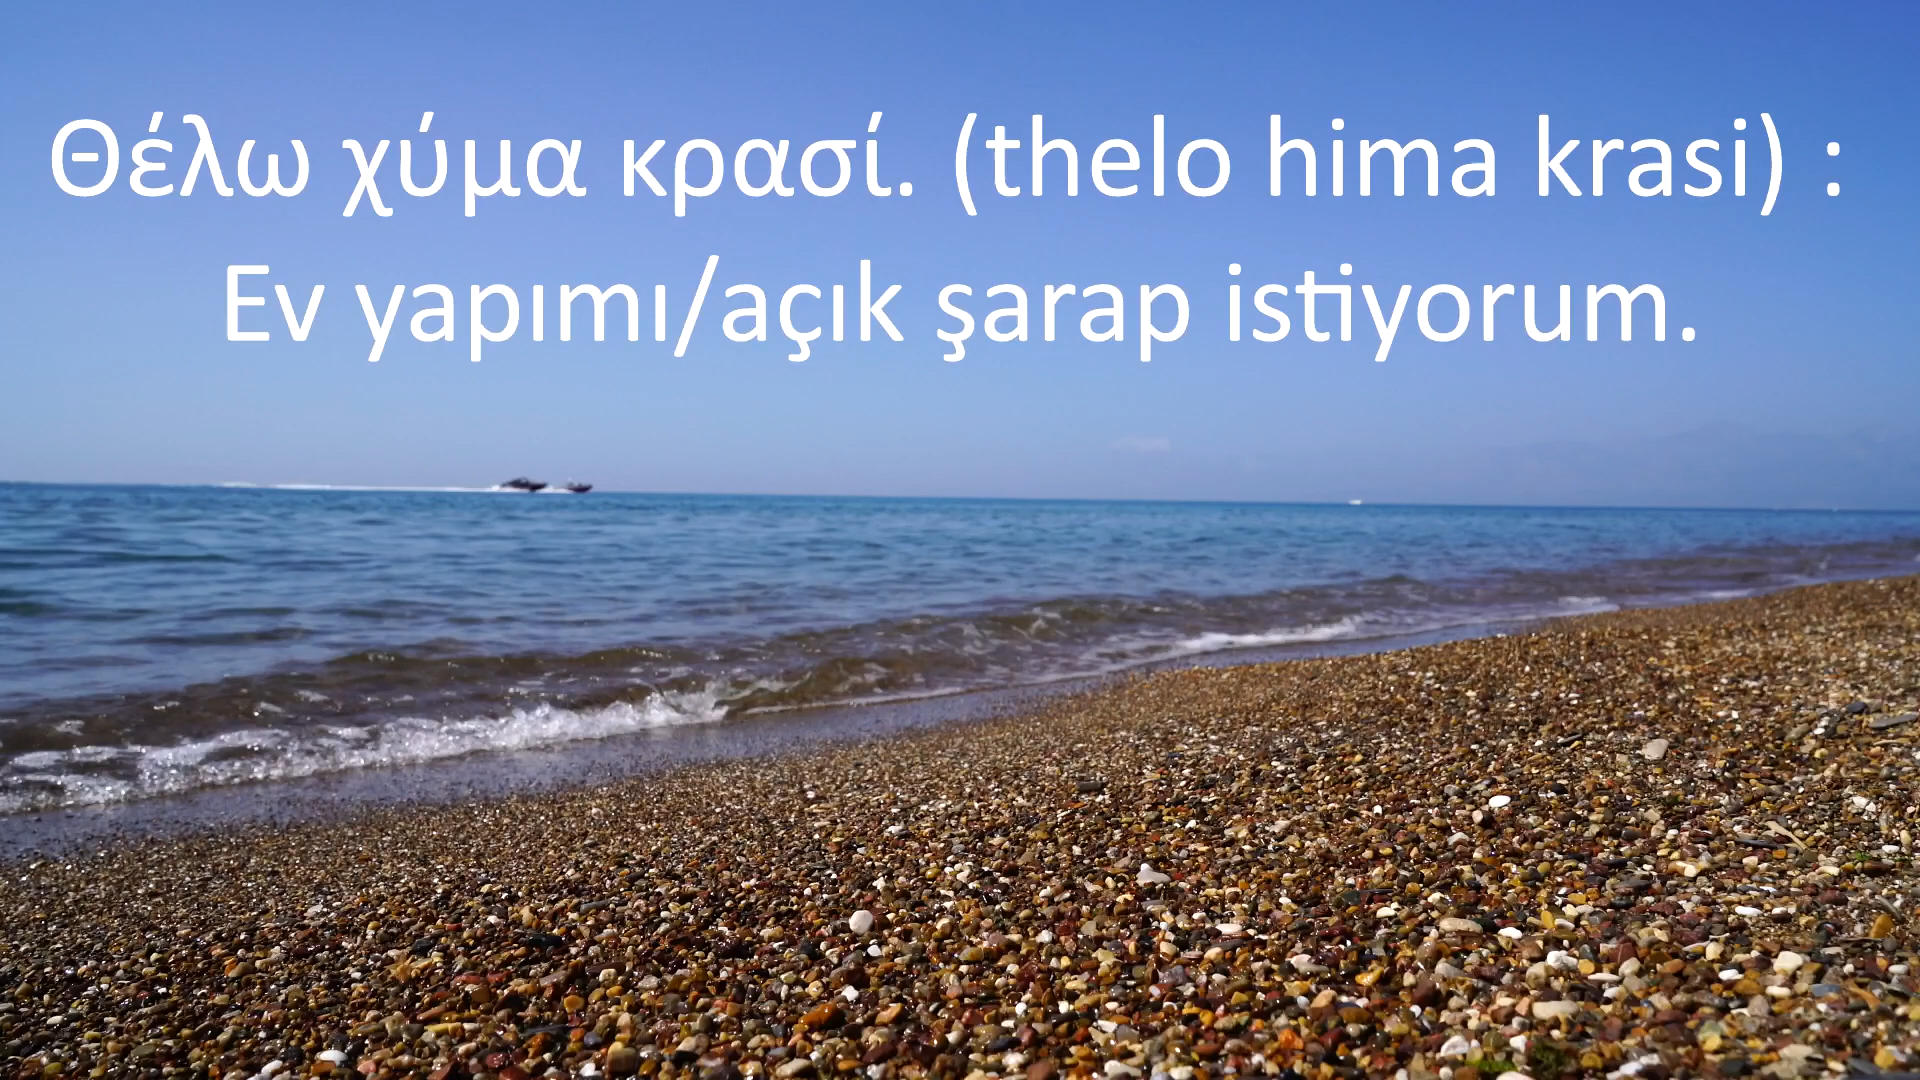 Θέλω χύμα κρασί. (thelo hima krasi) :
Ev yapımı/açık şarap istiyorum.